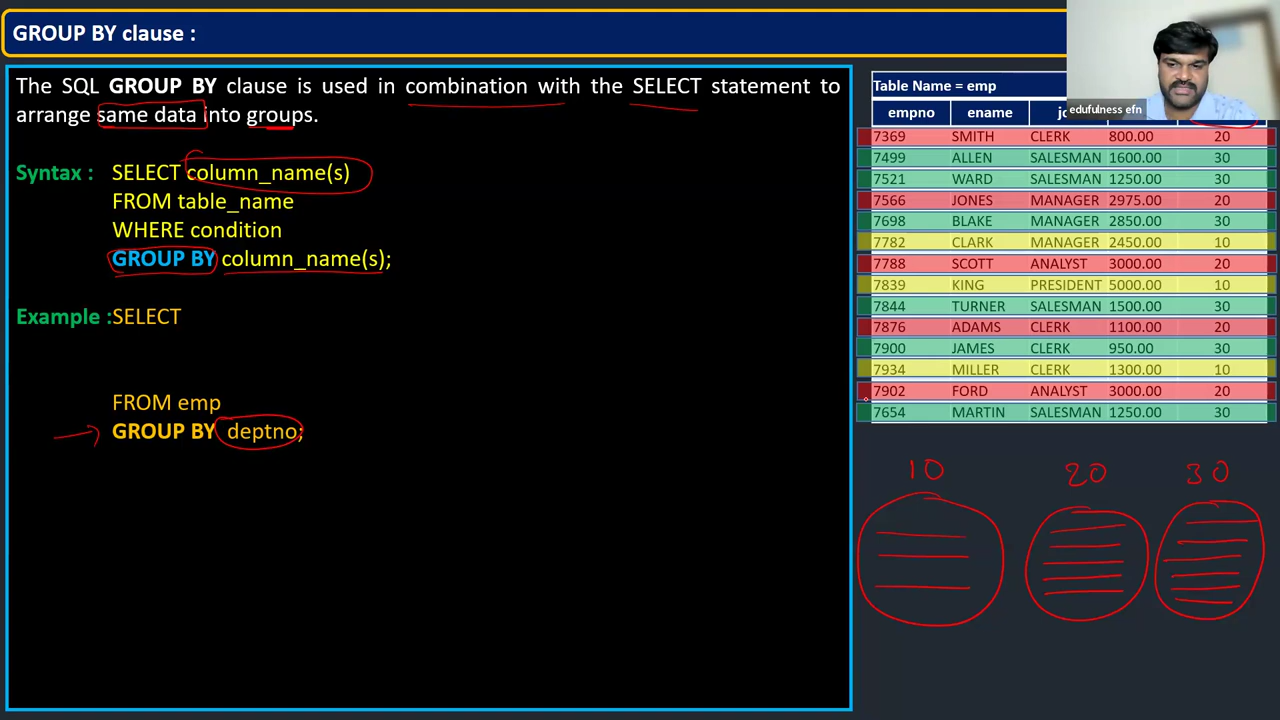 GROUP BY clause :
The SQL GROUP BY clause is used in combination with the SELECT statement to
arrange same data into groups.
Syntax : SELECT column_name(s)
FROM table_name
WHERE condition
GROUP BY column_name(s);
Example :SELECT
FROM emp
GROUP BY deptno;
Table Name = emp
edufulness efn
empno ename
7369 SMITH CLERK 800.00 20
7499 ALLEN SALESMAN 1600.00 30
7521 WARD SALESMAN 1250.00 30
7566 JONES MANAGER 2975.00 20
7698 BLAKE MANAGER 2850.00 30
7782 CLARK MANAGER 2450.00 10
7788 SCOTT ANALYST 3000.00 20
7839 KING PRESIDENT 5000.00 10
7844 TURNER SALESMAN 1500.00 30
7876 ADAMS CLERK 1100.00 20
7900 JAMES CLERK 950.00 30
7934 MILLER CLERK 1300.00 10
7902 FORD ANALYST 3000.00 20
7654 MARTIN SALESMAN 1250.00 30
10 20 30